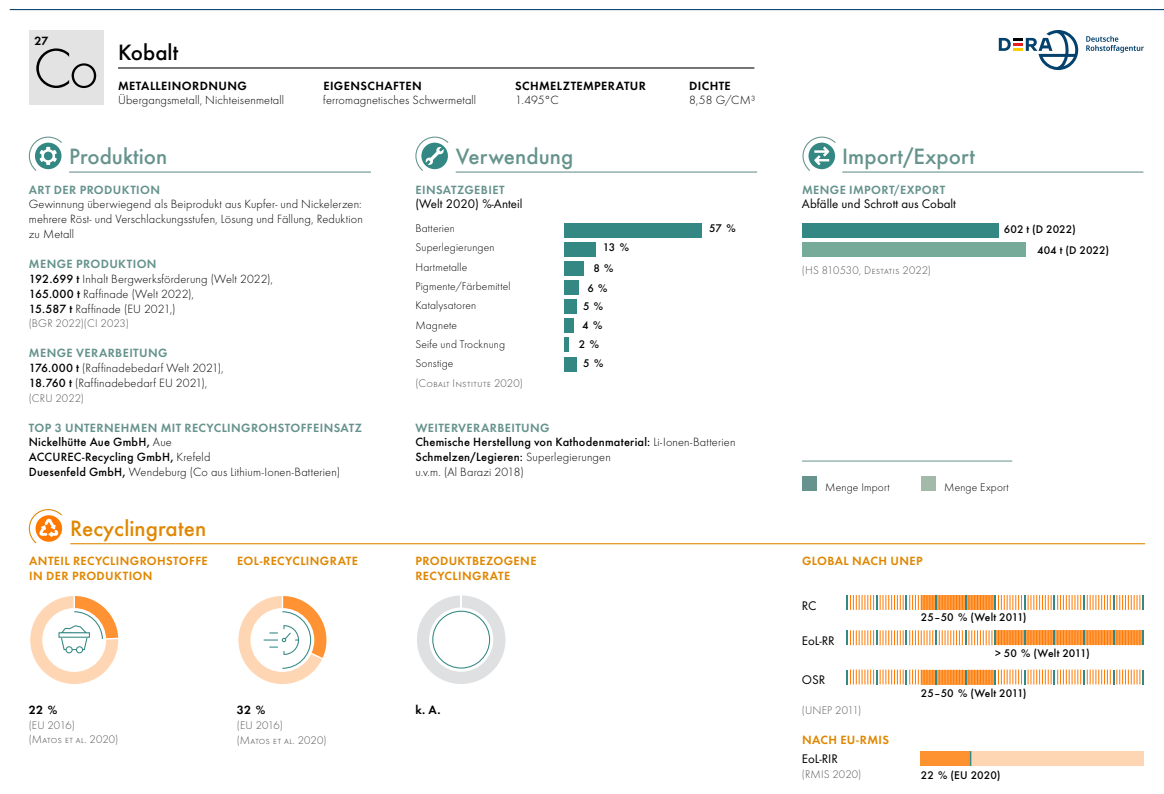 27
Co
Kobalt
DERA Deutsche
Rohstoffagentur
METALLEINORDNUNG
Übergangsmetall, Nichteisenmetall
EIGENSCHAFTEN
ferromagnetisches Schwermetall
SCHMELZTEMPERATUR
1.495°C
DICHTE
8,58 G/CM³
Produktion
ART DER PRODUKTION
Gewinnung überwiegend als Beiprodukt aus Kupfer- und Nickelerzen:
mehrere Röst- und Verschlackungsstufen, Lösung und Fällung, Reduktion
zu Metall
MENGE PRODUKTION
192.699 t Inhalt Bergwerksförderung (Welt 2022),
165.000 t Raffinade (Welt 2022),
15.587 t Raffinade (EU 2021,)
(BGR 2022)(CI 2023)
MENGE VERARBEITUNG
176.000 t (Raffinadebedarf Welt 2021),
18.760 t (Raffinadebedarf EU 2021),
(CRU 2022)
TOP 3 UNTERNEHMEN MIT RECYCLINGROHSTOFFEINSATZ
Nickelhütte Aue GmbH, Aue
ACCUREC-Recycling GmbH, Krefeld
Duesenfeld GmbH, Wendeburg (Co aus Lithium-Ionen-Batterien)
Verwendung
EINSATZGEBIET
(Welt 2020) %-Anteil
Batterien 57 %
Superlegierungen 13 %
Hartmetalle 8 %
Pigmente/Färbemittel 6 %
Katalysatoren 5 %
Magnete 4 %
Seife und Trocknung 2 %
Sonstige 5 %
(Cobalt Institute 2020)
WEITERVERARBEITUNG
Chemische Herstellung von Kathodenmaterial: Li-Ionen-Batterien
Schmelzen/Legieren: Superlegierungen
u.v.m. (Al Barazi 2018)
Import/Export
MENGE IMPORT/EXPORT
Abfälle und Schrott aus Cobalt
602 t (D 2022)
404 t (D 2022)
(HS 810530, Destatis 2022)
Menge Import Menge Export
Recyclingraten
ANTEIL RECYCLINGROHSTOFFE
IN DER PRODUKTION
22 %
(EU 2016)
(Matos et al. 2020)
EOL-RECYCLINGRATE
32 %
(EU 2016)
(Matos et al. 2020)
PRODUKTBEZOGENE
RECYCLINGRATE
k. A.
GLOBAL NACH UNEP
RC
25–50 % (Welt 2011)
EoL-RR
> 50 % (Welt 2011)
OSR
25–50 % (Welt 2011)
(UNEP 2011)
NACH EU-RMIS
EoL-RIR
(RMIS 2020)
22 % (EU 2020)